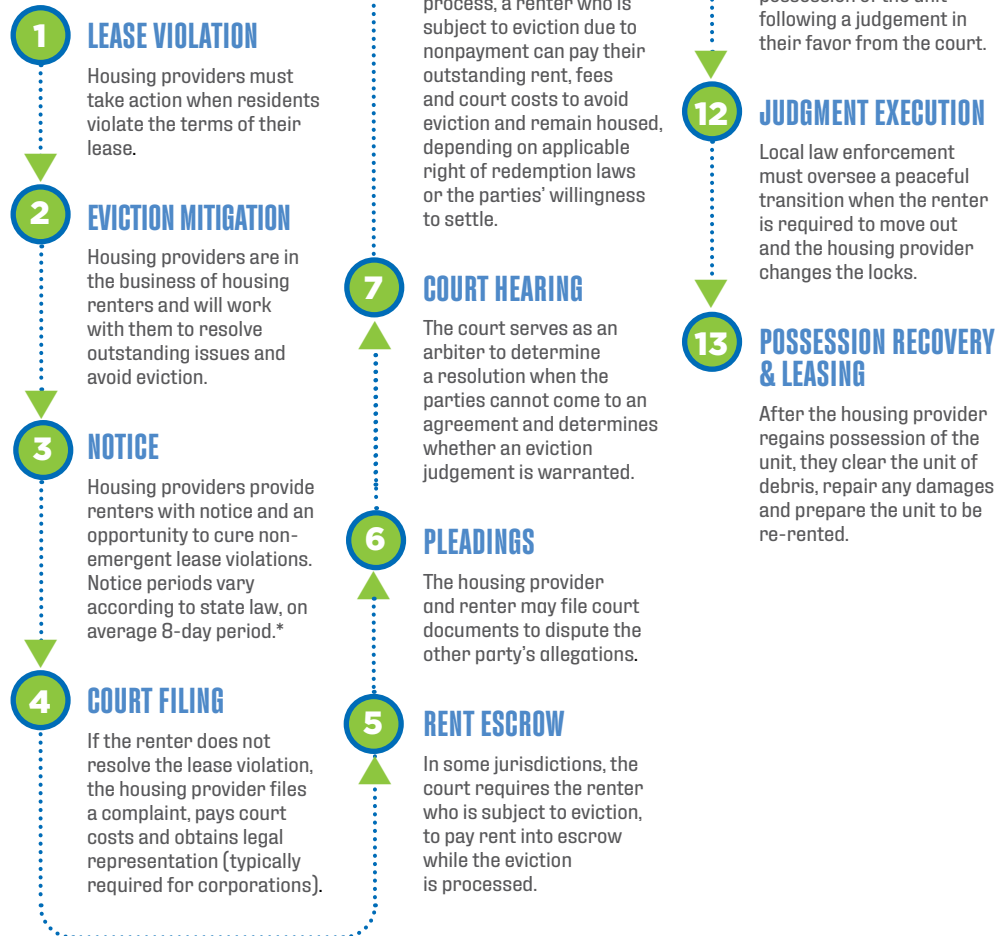 1 LEASE VIOLATION
Housing providers must
take action when residents
violate the terms of their
lease.
2 EVICTION MITIGATION
Housing providers are in
the business of housing
renters and will work
with them to resolve
outstanding issues and
avoid eviction.
3 NOTICE
Housing providers provide
renters with notice and an
opportunity to cure non-
emergent lease violations.
Notice periods vary
according to state law, on
average 8-day period.*
4 COURT FILING
If the renter does not
resolve the lease violation,
the housing provider files
a complaint, pays court
costs and obtains legal
representation (typically
required for corporations).
process, a renter who is
subject to eviction due to
nonpayment can pay their
outstanding rent, fees
and court costs to avoid
eviction and remain housed,
depending on applicable
right of redemption laws
or the parties' willingness
to settle.
7 COURT HEARING
The court serves as an
arbiter to determine
a resolution when the
parties cannot come to an
agreement and determines
whether an eviction
judgement is warranted.
6 PLEADINGS
The housing provider
and renter may file court
documents to dispute the
other party's allegations.
5 RENT ESCROW
In some jurisdictions, the
court requires the renter
who is subject to eviction,
to pay rent into escrow
while the eviction
is processed.
possession of the unit
following a judgement in
their favor from the court.
12 JUDGMENT EXECUTION
Local law enforcement
must oversee a peaceful
transition when the renter
is required to move out
and the housing provider
changes the locks.
13 POSSESSION RECOVERY
& LEASING
After the housing provider
regains possession of the
unit, they clear the unit of
debris, repair any damages
and prepare the unit to be
re-rented.